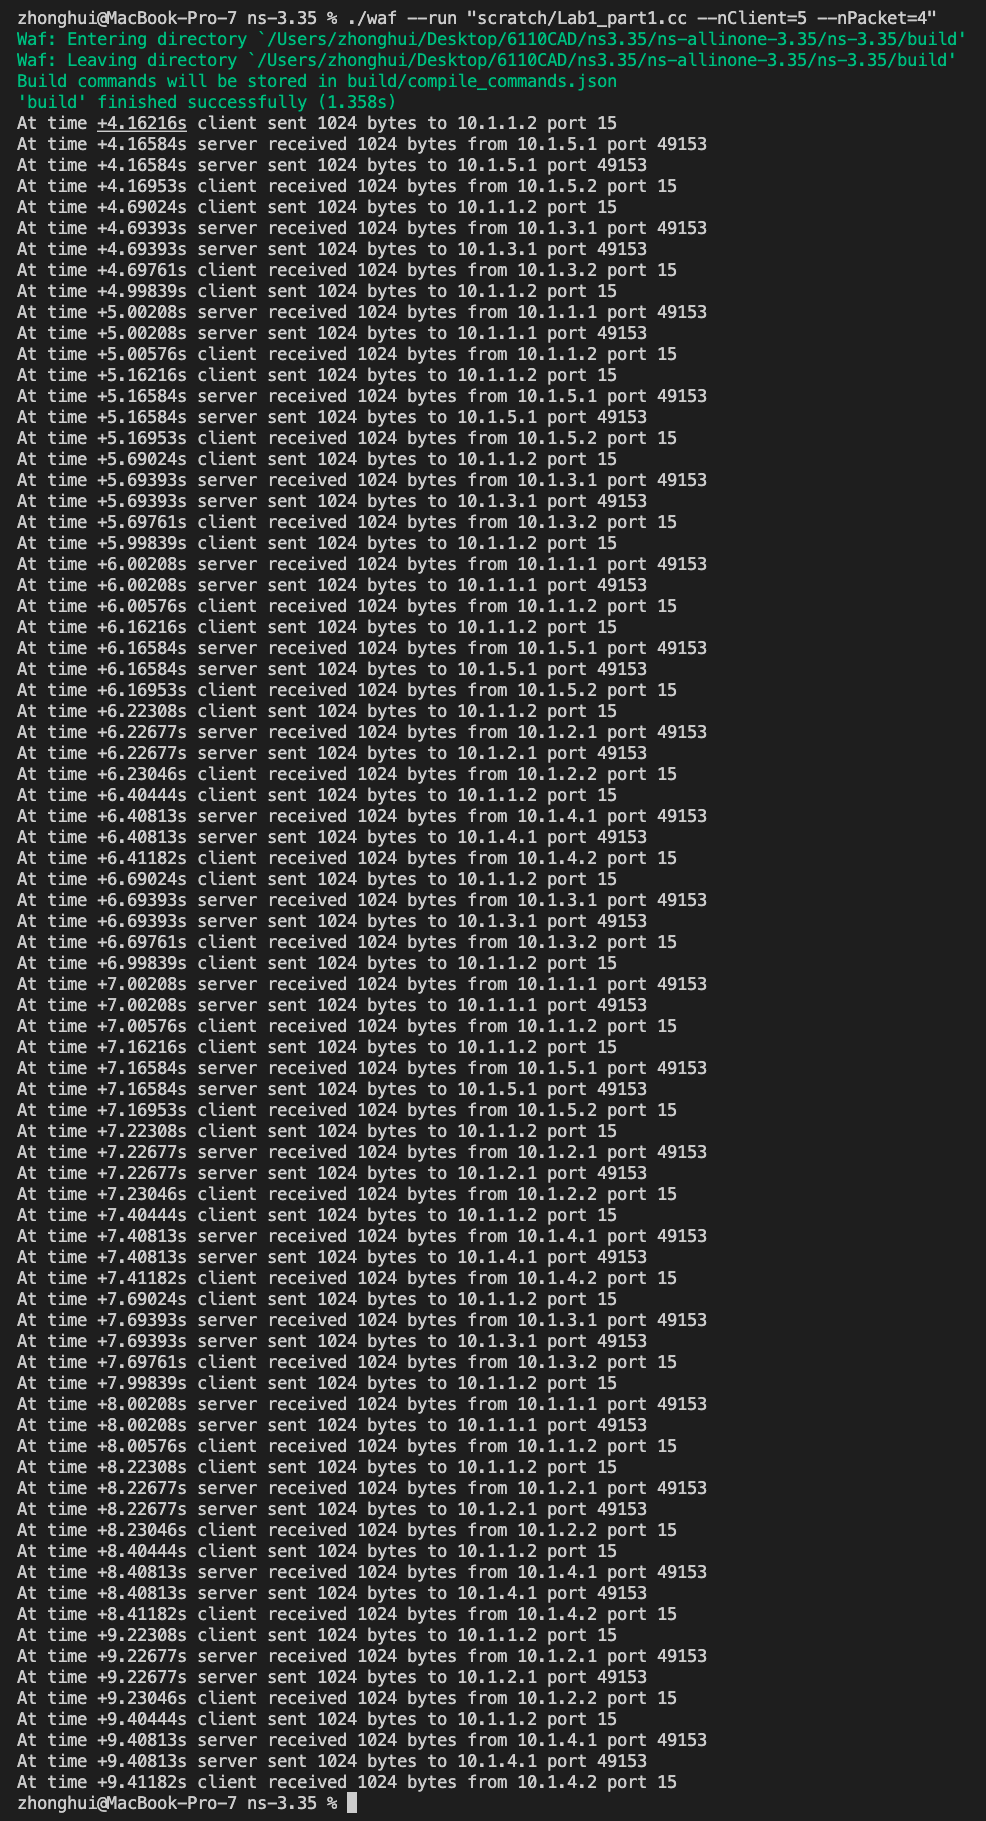 zhonghui@MacBook-Pro-7 ns-3.35 % ./waf --run "scratch/Lab1_part1.cc --nClient=5 --nPacket=4"
Waf: Entering directory `/Users/zhonghui/Desktop/6110CAD/ns3.35/ns-allinone-3.35/ns-3.35/build'
Waf: Leaving directory `/Users/zhonghui/Desktop/6110CAD/ns3.35/ns-allinone-3.35/ns-3.35/build'
Build commands will be stored in build/compile_commands.json
'build' finished successfully (1.358s)
At time +4.16216s client sent 1024 bytes to 10.1.1.2 port 15
At time +4.16584s server received 1024 bytes from 10.1.5.1 port 49153
At time +4.16584s server sent 1024 bytes to 10.1.5.1 port 49153
At time +4.16953s client received 1024 bytes from 10.1.5.2 port 15
At time +4.69024s client sent 1024 bytes to 10.1.1.2 port 15
At time +4.69393s server received 1024 bytes from 10.1.3.1 port 49153
At time +4.69393s server sent 1024 bytes to 10.1.3.1 port 49153
At time +4.69761s client received 1024 bytes from 10.1.3.2 port 15
At time +4.99839s client sent 1024 bytes to 10.1.1.2 port 15
At time +5.00208s server received 1024 bytes from 10.1.1.1 port 49153
At time +5.00208s server sent 1024 bytes to 10.1.1.1 port 49153
At time +5.00576s client received 1024 bytes from 10.1.1.2 port 15
At time +5.16216s client sent 1024 bytes to 10.1.1.2 port 15
At time +5.16584s server received 1024 bytes from 10.1.5.1 port 49153
At time +5.16584s server sent 1024 bytes to 10.1.5.1 port 49153
At time +5.16953s client received 1024 bytes from 10.1.5.2 port 15
At time +5.69024s client sent 1024 bytes to 10.1.1.2 port 15
At time +5.69393s server received 1024 bytes from 10.1.3.1 port 49153
At time +5.69393s server sent 1024 bytes to 10.1.3.1 port 49153
At time +5.69761s client received 1024 bytes from 10.1.3.2 port 15
At time +5.99839s client sent 1024 bytes to 10.1.1.2 port 15
At time +6.00208s server received 1024 bytes from 10.1.1.1 port 49153
At time +6.00208s server sent 1024 bytes to 10.1.1.1 port 49153
At time +6.00576s client received 1024 bytes from 10.1.1.2 port 15
At time +6.16216s client sent 1024 bytes to 10.1.1.2 port 15
At time +6.16584s server received 1024 bytes from 10.1.5.1 port 49153
At time +6.16584s server sent 1024 bytes to 10.1.5.1 port 49153
At time +6.16953s client received 1024 bytes from 10.1.5.2 port 15
At time +6.22308s client sent 1024 bytes to 10.1.1.2 port 15
At time +6.22677s server received 1024 bytes from 10.1.2.1 port 49153
At time +6.22677s server sent 1024 bytes to 10.1.2.1 port 49153
At time +6.23046s client received 1024 bytes from 10.1.2.2 port 15
At time +6.40444s client sent 1024 bytes to 10.1.1.2 port 15
At time +6.40813s server received 1024 bytes from 10.1.4.1 port 49153
At time +6.40813s server sent 1024 bytes to 10.1.4.1 port 49153
At time +6.41182s client received 1024 bytes from 10.1.4.2 port 15
At time +6.69024s client sent 1024 bytes to 10.1.1.2 port 15
At time +6.69393s server received 1024 bytes from 10.1.3.1 port 49153
At time +6.69393s server sent 1024 bytes to 10.1.3.1 port 49153
At time +6.69761s client received 1024 bytes from 10.1.3.2 port 15
At time +6.99839s client sent 1024 bytes to 10.1.1.2 port 15
At time +7.00208s server received 1024 bytes from 10.1.1.1 port 49153
At time +7.00208s server sent 1024 bytes to 10.1.1.1 port 49153
At time +7.00576s client received 1024 bytes from 10.1.1.2 port 15
At time +7.16216s client sent 1024 bytes to 10.1.1.2 port 15
At time +7.16584s server received 1024 bytes from 10.1.5.1 port 49153
At time +7.16584s server sent 1024 bytes to 10.1.5.1 port 49153
At time +7.16953s client received 1024 bytes from 10.1.5.2 port 15
At time +7.22308s client sent 1024 bytes to 10.1.1.2 port 15
At time +7.22677s server received 1024 bytes from 10.1.2.1 port 49153
At time +7.22677s server sent 1024 bytes to 10.1.2.1 port 49153
At time +7.23046s client received 1024 bytes from 10.1.2.2 port 15
At time +7.40444s client sent 1024 bytes to 10.1.1.2 port 15
At time +7.40813s server received 1024 bytes from 10.1.4.1 port 49153
At time +7.40813s server sent 1024 bytes to 10.1.4.1 port 49153
At time +7.41182s client received 1024 bytes from 10.1.4.2 port 15
At time +7.69024s client sent 1024 bytes to 10.1.1.2 port 15
At time +7.69393s server received 1024 bytes from 10.1.3.1 port 49153
At time +7.69393s server sent 1024 bytes to 10.1.3.1 port 49153
At time +7.69761s client received 1024 bytes from 10.1.3.2 port 15
At time +7.99839s client sent 1024 bytes to 10.1.1.2 port 15
At time +8.00208s server received 1024 bytes from 10.1.1.1 port 49153
At time +8.00208s server sent 1024 bytes to 10.1.1.1 port 49153
At time +8.00576s client received 1024 bytes from 10.1.1.2 port 15
At time +8.22308s client sent 1024 bytes to 10.1.1.2 port 15
At time +8.22677s server received 1024 bytes from 10.1.2.1 port 49153
At time +8.22677s server sent 1024 bytes to 10.1.2.1 port 49153
At time +8.23046s client received 1024 bytes from 10.1.2.2 port 15
At time +8.40444s client sent 1024 bytes to 10.1.1.2 port 15
At time +8.40813s server received 1024 bytes from 10.1.4.1 port 49153
At time +8.40813s server sent 1024 bytes to 10.1.4.1 port 49153
At time +8.41182s client received 1024 bytes from 10.1.4.2 port 15
At time +9.22308s client sent 1024 bytes to 10.1.1.2 port 15
At time +9.22677s server received 1024 bytes from 10.1.2.1 port 49153
At time +9.22677s server sent 1024 bytes to 10.1.2.1 port 49153
At time +9.23046s client received 1024 bytes from 10.1.2.2 port 15
At time +9.40444s client sent 1024 bytes to 10.1.1.2 port 15
At time +9.40813s server received 1024 bytes from 10.1.4.1 port 49153
At time +9.40813s server sent 1024 bytes to 10.1.4.1 port 49153
At time +9.41182s client received 1024 bytes from 10.1.4.2 port 15
zhonghui@MacBook-Pro-7 ns-3.35 %